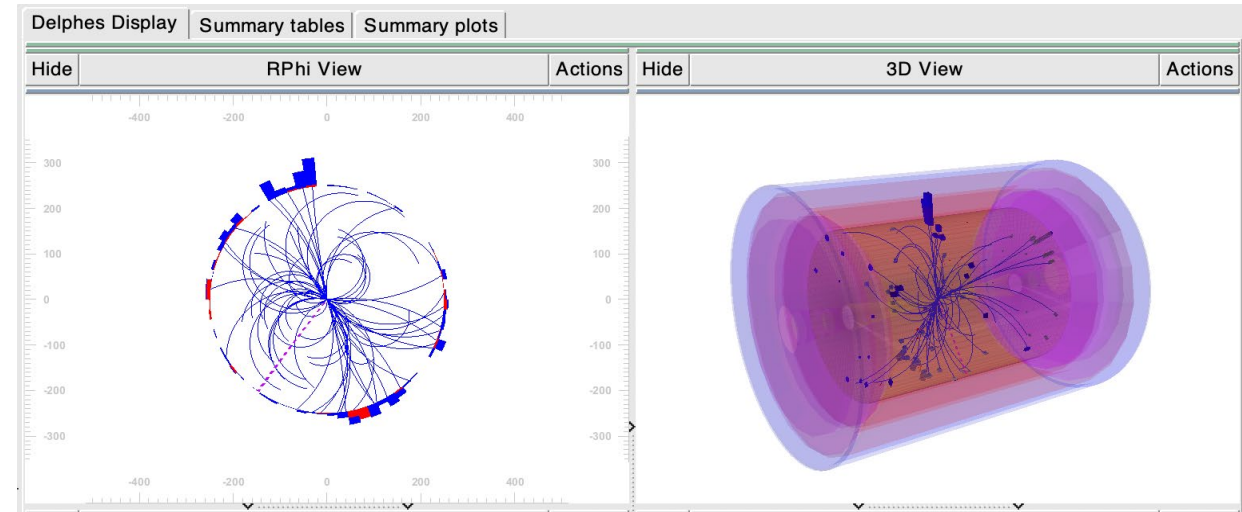 Delphes Display Summary tables Summary plots
Hide RPhi View Actions Hide 3D View Actions
-400 -200 0 200 400
300 300
200 200
100 100
0 0
-100 -100
-200 -200
-300 -300
-400 -200 0 200 400